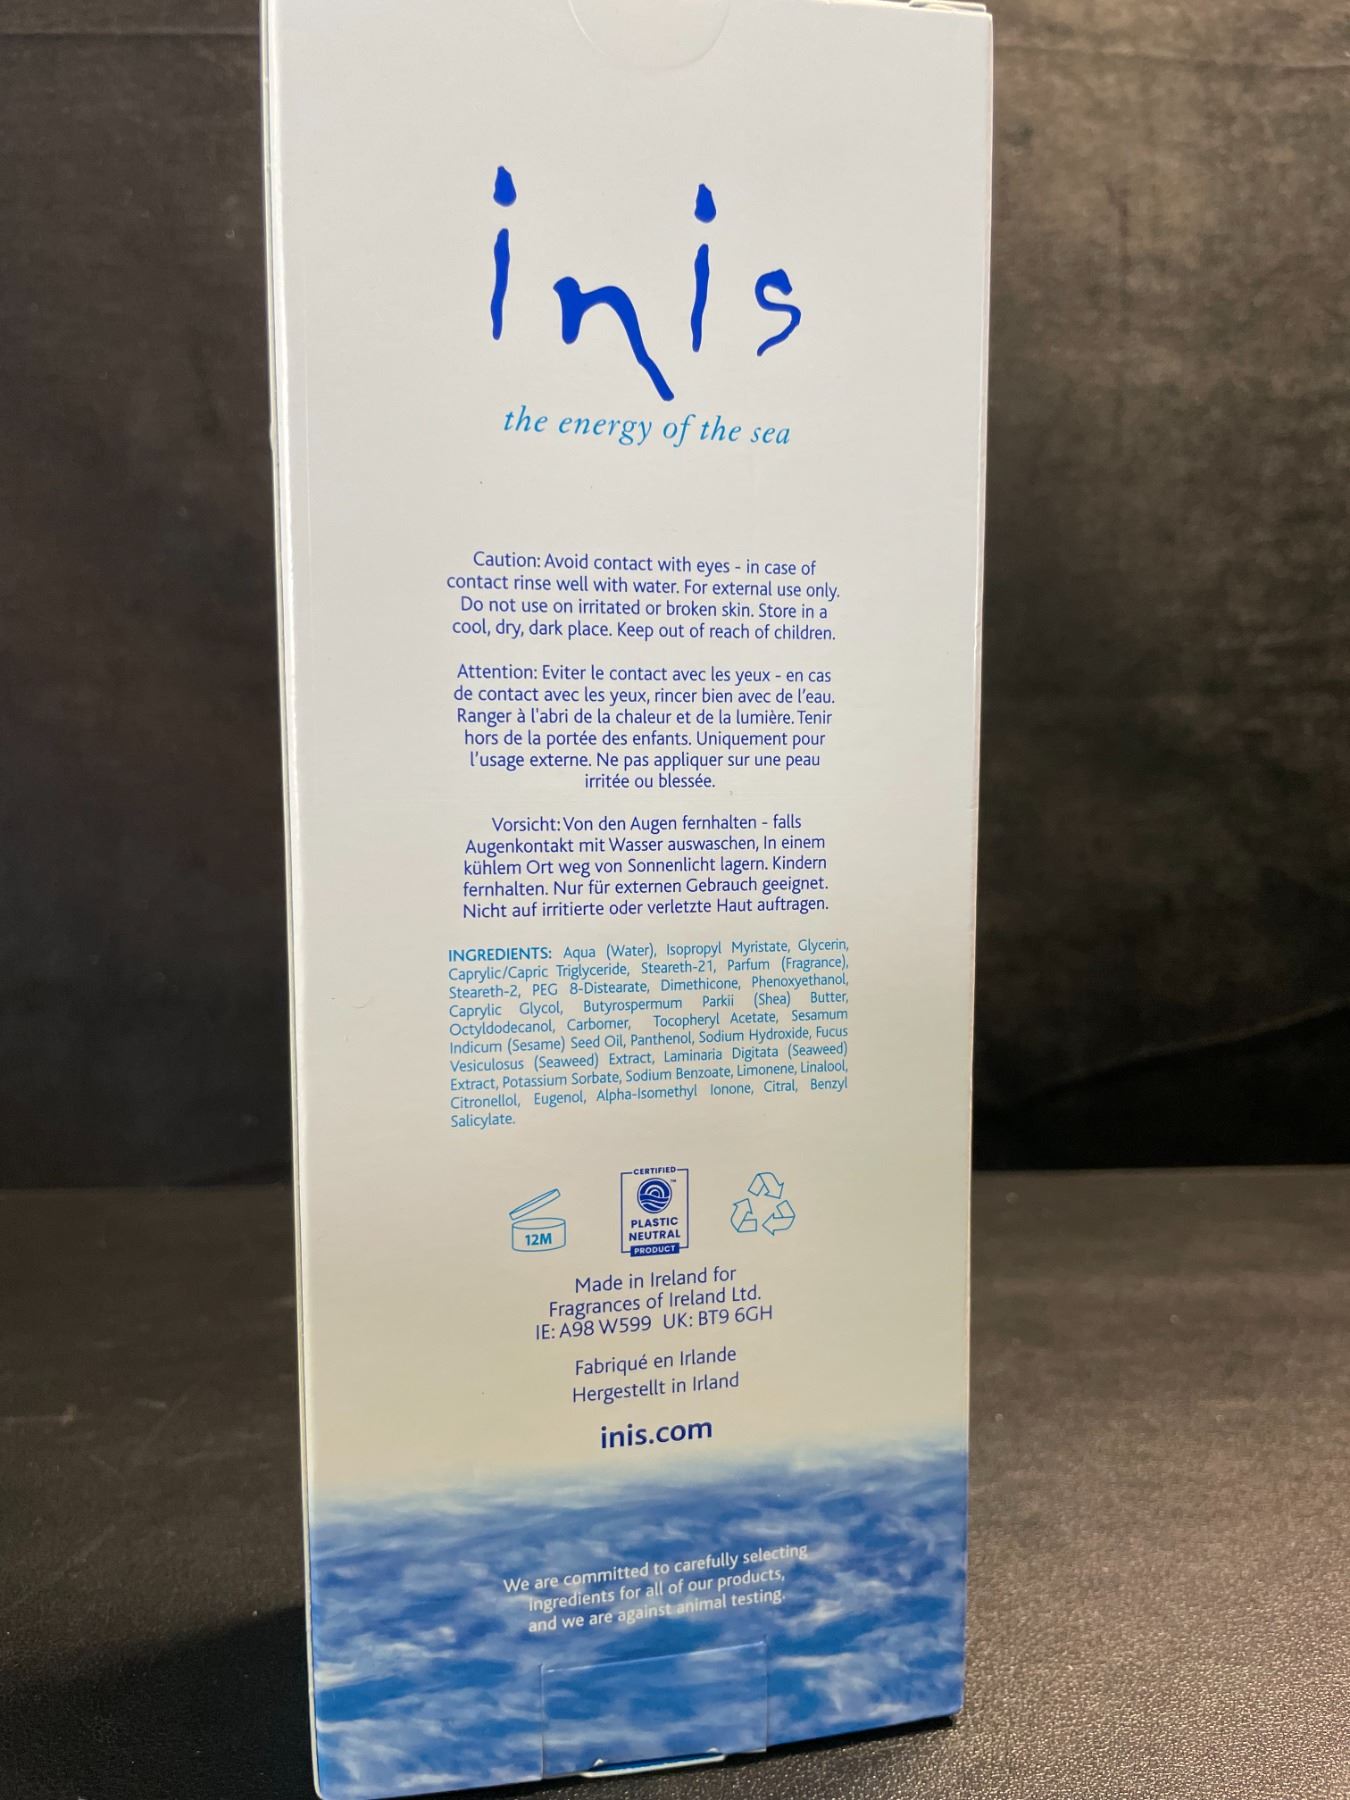 inis
the energy of the sea
Caution: Avoid contact with eyes - in case of
contact rinse well with water. For external use only.
Do not use on irritated or broken skin. Store in a
cool, dry, dark place. Keep out of reach of children.
Attention: Eviter le contact avec les yeux - en cas
de contact avec les yeux, rincer bien avec de l'eau.
Ranger à l'abri de la chaleur et de la lumière. Tenir
hors de la portée des enfants. Uniquement pour
l'usage externe. Ne pas appliquer sur une peau
irritée ou blessée.
Vorsicht: Von den Augen fernhalten - falls
Augenkontakt mit Wasser auswaschen, In einem
kühlem Ort weg von Sonnenlicht lagern. Kindern
fernhalten. Nur für externen Gebrauch geeignet.
Nicht auf irritierte oder verletzte Haut auftragen.
INGREDIENTS: Aqua (Water), Isopropyl Myristate, Glycerin,
Caprylic/Capric Triglyceride, Steareth-21, Parfum (Fragrance),
Steareth-2, PEG 8-Distearate, Dimethicone, Phenoxyethanol,
Caprylic Glycol, Butyrospermum Parkii (Shea) Butter,
Octyldodecanol, Carbomer, Tocopheryl Acetate, Sesamum
Indicum (Sesame) Seed Oil, Panthenol, Sodium Hydroxide, Fucus
Vesiculosus (Seaweed) Extract, Laminaria Digitata (Seaweed)
Extract, Potassium Sorbate, Sodium Benzoate, Limonene, Linalool,
Citronellol, Eugenol, Alpha-Isomethyl Ionone, Citral, Benzyl
Salicylate.
12M
CERTIFIED
TM
PLASTIC
NEUTRAL
PRODUCT
Made in Ireland for
Fragrances of Ireland Ltd.
IE: A98 W599 UK: BT9 6GH
Fabriqué en Irlande
Hergestellt in Irland
inis.com
We are committed to carefully selecting
ingredients for all of our products,
and we are against animal testing.